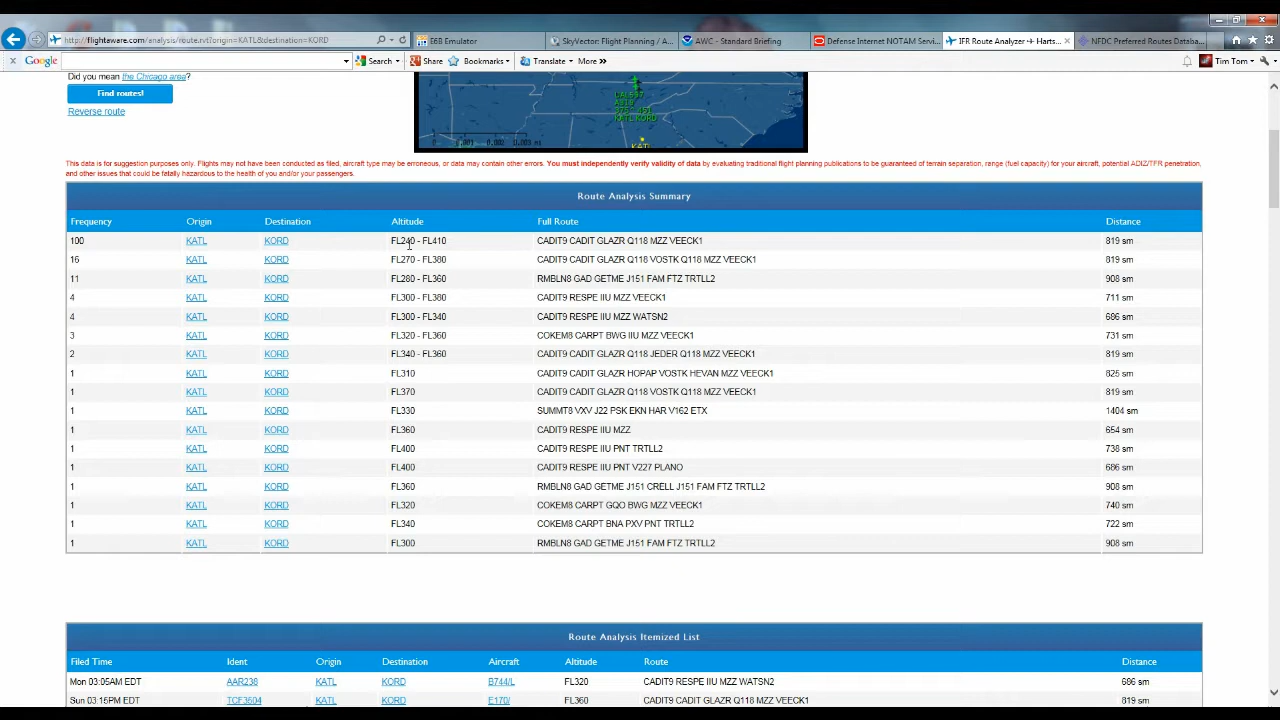 http://flightaware.com/analysis/route.rvt?origin=KATL&destination=KORD
E6B Emulator
SkyVector: Flight Planning / A...
AWC - Standard Briefing
Defense Internet NOTAM Servi...
IFR Route Analyzer ✈ Harts...
NFDC Preferred Routes Databa...
Google
Search
Share
Bookmarks
Translate
More »
Tim Tom
Did you mean the Chicago area?
Find routes!
Reverse route
A319
KATL KORD
KATL
This data is for suggestion purposes only. Flights may not have been conducted as filed, aircraft type may be erroneous, or data may contain other errors. You must independently verify validity of data by evaluating traditional flight planning publications to be guaranteed of terrain separation, range (fuel capacity) for your aircraft, potential ADIZ/TFR penetration,
and other issues that could be fatally hazardous to the health of you and/or your passengers.
Route Analysis Summary
Frequency Origin Destination Altitude Full Route Distance
100 KATL KORD FL240 - FL410 CADIT9 CADIT GLAZR Q118 MZZ VEECK1 819 sm
16 KATL KORD FL270 - FL380 CADIT9 CADIT GLAZR Q118 VOSTK Q118 MZZ VEECK1 819 sm
11 KATL KORD FL280 - FL360 RMBLN8 GAD GETME J151 FAM FTZ TRTLL2 908 sm
4 KATL KORD FL300 - FL380 CADIT9 RESPE IIU MZZ VEECK1 711 sm
4 KATL KORD FL300 - FL340 CADIT9 RESPE IIU MZZ WATSN2 686 sm
3 KATL KORD FL320 - FL360 COKEM8 CARPT BWG IIU MZZ VEECK1 731 sm
2 KATL KORD FL340 - FL360 CADIT9 CADIT GLAZR Q118 JEDER Q118 MZZ VEECK1 819 sm
1 KATL KORD FL310 CADIT9 CADIT GLAZR HOPAP VOSTK HEVAN MZZ VEECK1 825 sm
1 KATL KORD FL370 CADIT9 CADIT GLAZR Q118 VOSTK Q118 MZZ VEECK1 819 sm
1 KATL KORD FL330 SUMMT8 VXV J22 PSK EKN HAR V162 ETX 1404 sm
1 KATL KORD FL360 CADIT9 RESPE IIU MZZ 654 sm
1 KATL KORD FL400 CADIT9 RESPE IIU PNT TRTLL2 738 sm
1 KATL KORD FL400 CADIT9 RESPE IIU PNT V227 PLANO 686 sm
1 KATL KORD FL360 RMBLN8 GAD GETME J151 CRELL J151 FAM FTZ TRTLL2 908 sm
1 KATL KORD FL320 COKEM8 CARPT GQO BWG MZZ VEECK1 740 sm
1 KATL KORD FL340 COKEM8 CARPT BNA PXV PNT TRTLL2 722 sm
1 KATL KORD FL300 RMBLN8 GAD GETME J151 FAM FTZ TRTLL2 908 sm
Route Analysis Itemized List
Filed Time Ident Origin Destination Aircraft Altitude Route Distance
Mon 03:05AM EDT AAR238 KATL KORD B744/L FL320 CADIT9 RESPE IIU MZZ WATSN2 686 sm
Sun 03:15PM EDT TCF3504 KATL KORD E170/ FL360 CADIT9 CADIT GLAZR Q118 MZZ VEECK1 819 sm